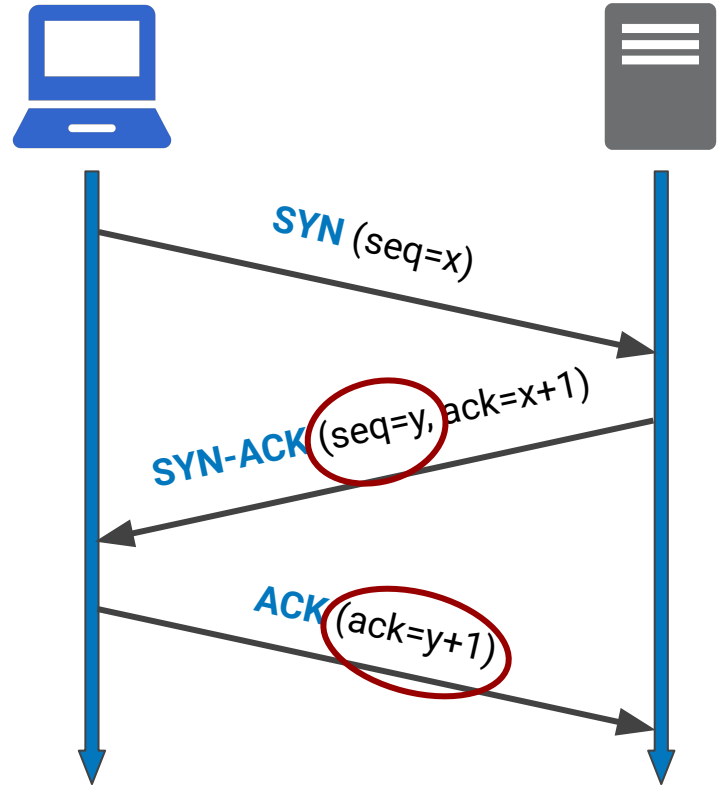 SYN (seq=x)
SYN-ACK (seq=y, ack=x+1)
ACK (ack=y+1)